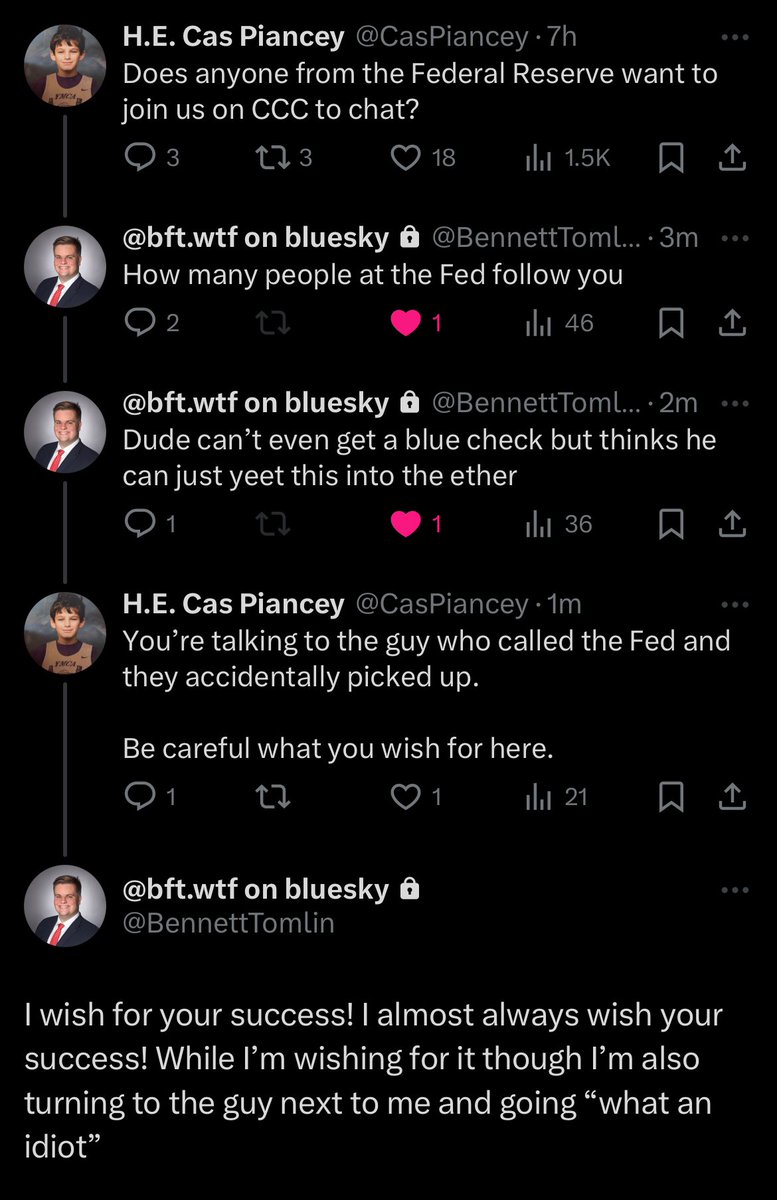 H.E. Cas Piancey @CasPiancey · 7h
Does anyone from the Federal Reserve want to
join us on CCC to chat?
3 3 18 1.5K
@bft.wtf on bluesky @BennettToml... · 3m
How many people at the Fed follow you
2 1 46
@bft.wtf on bluesky @BennettToml... · 2m
Dude can’t even get a blue check but thinks he
can just yeet this into the ether
1 1 36
H.E. Cas Piancey @CasPiancey · 1m
You’re talking to the guy who called the Fed and
they accidentally picked up.
Be careful what you wish for here.
1 1 21
@bft.wtf on bluesky
@BennettTomlin
I wish for your success! I almost always wish your
success! While I’m wishing for it though I’m also
turning to the guy next to me and going “what an
idiot”